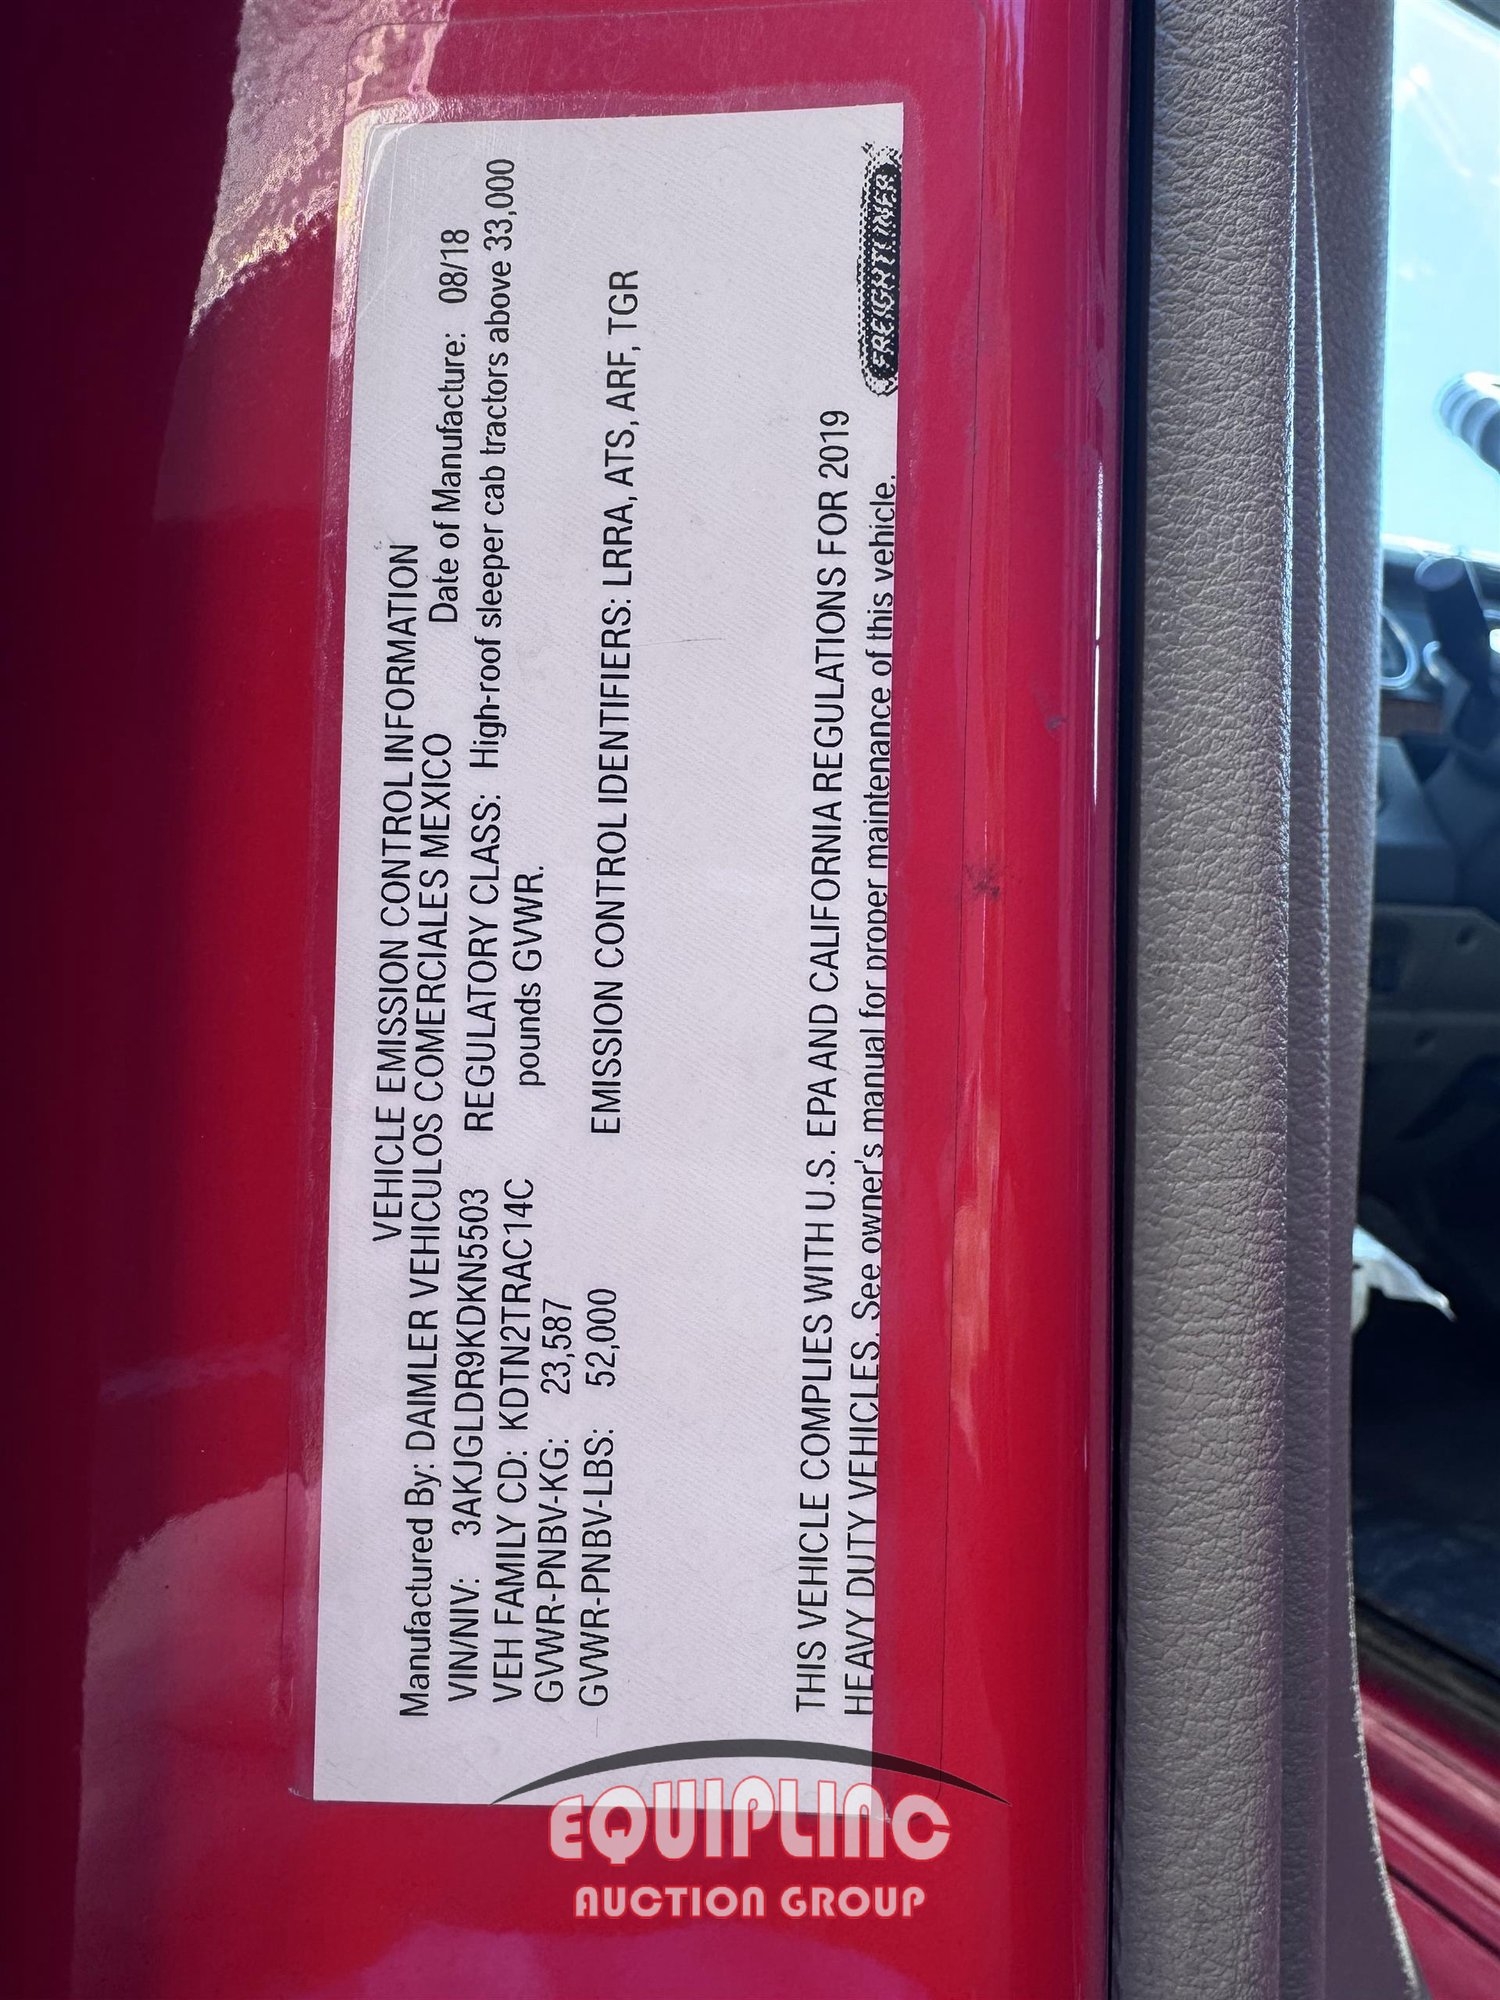 VEHICLE EMISSION CONTROL INFORMATION
Manufactured By: DAIMLER VEHICULOS COMERCIALES MEXICO Date of Manufacture: 08/18
VIN/NIV: 3AKJGLDR9KDKN5503 REGULATORY CLASS: High-roof sleeper cab tractors above 33,000
VEH FAMILY CD: KDTN2TRAC14C pounds GVWR.
GVWR-PNBV-KG: 23,587
GVWR-PNBV-LBS: 52,000 EMISSION CONTROL IDENTIFIERS: LRRA, ATS, ARF, TGR
THIS VEHICLE COMPLIES WITH U.S. EPA AND CALIFORNIA REGULATIONS FOR 2019
HEAVY DUTY VEHICLES. See owner's manual for proper maintenance of this vehicle.
FREIGHTLINER
EQUIPLINC
AUCTION GROUP